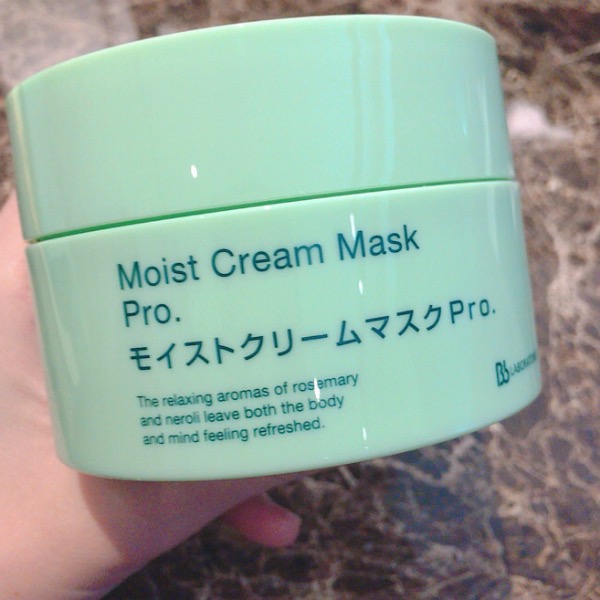 Moist Cream Mask
Pro.
モイストクリームマスクPro.
The relaxing aromas of rosemary
and neroli leave both the body
and mind feeling refreshed.
Bb